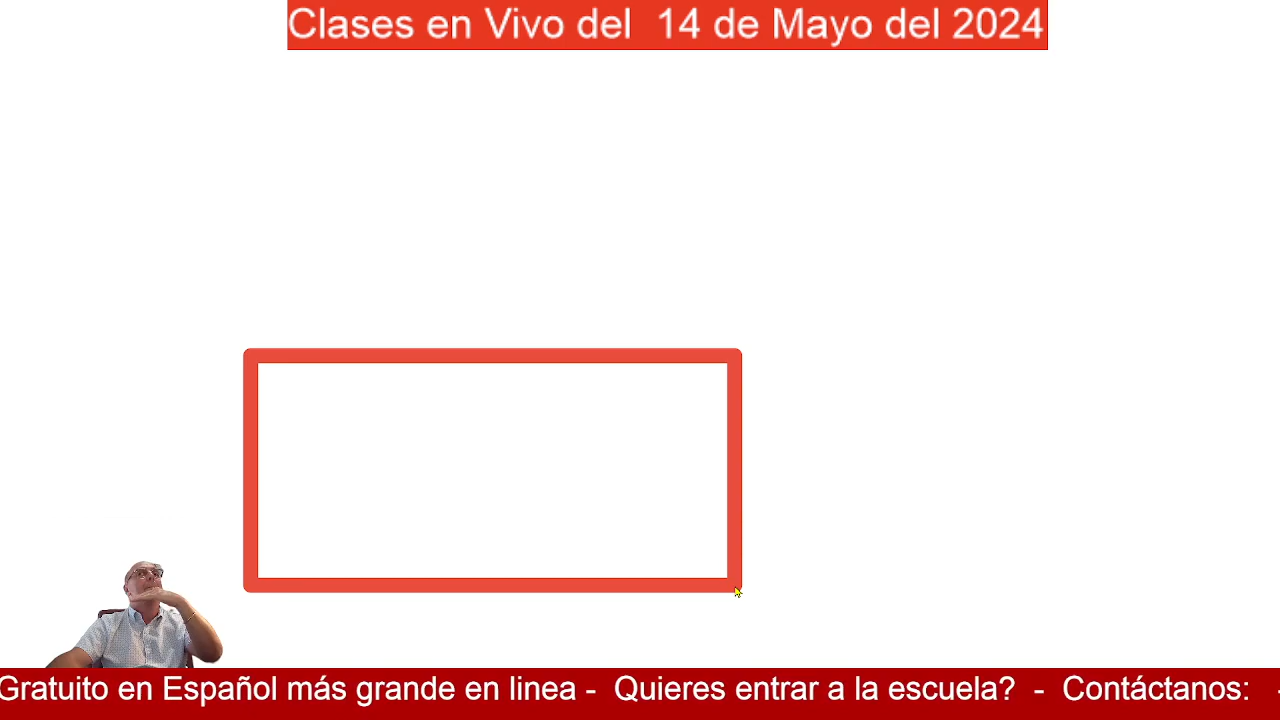 Clases en Vivo del  14 de Mayo del 2024
Gratuito en Español más grande en linea -  Quieres entrar a la escuela?  -  Contáctanos:   -